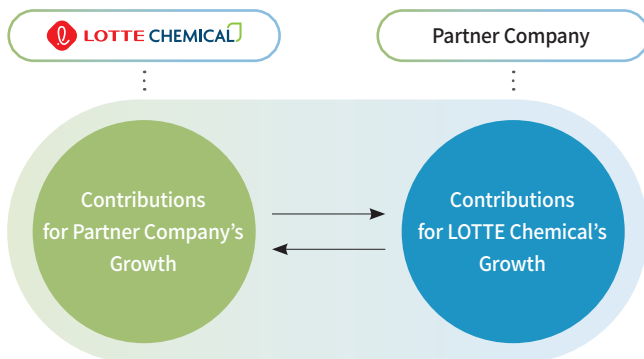 LOTTE CHEMICAL
Partner Company
Contributions
for Partner Company's
Growth
Contributions
for LOTTE Chemical's
Growth